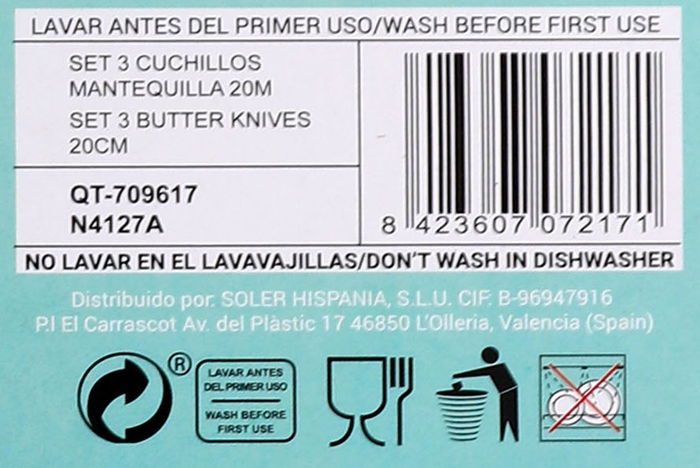 LAVAR ANTES DEL PRIMER USO/WASH BEFORE FIRST USE
SET 3 CUCHILLOS
MANTEQUILLA 20M
SET 3 BUTTER KNIVES
20CM
QT-709617
N4127A
8 423607 072171
NO LAVAR EN EL LAVAVAJILLAS/DON'T WASH IN DISHWASHER
Distribuido por: SOLER HISPANIA, S.L.U. CIF. B-96947916
P.I El Carrascot Av. del Plàstic 17 46850 L'Olleria, Valencia (Spain)
®
LAVAR ANTES
DEL PRIMER USO
WASH BEFORE
FIRST USE